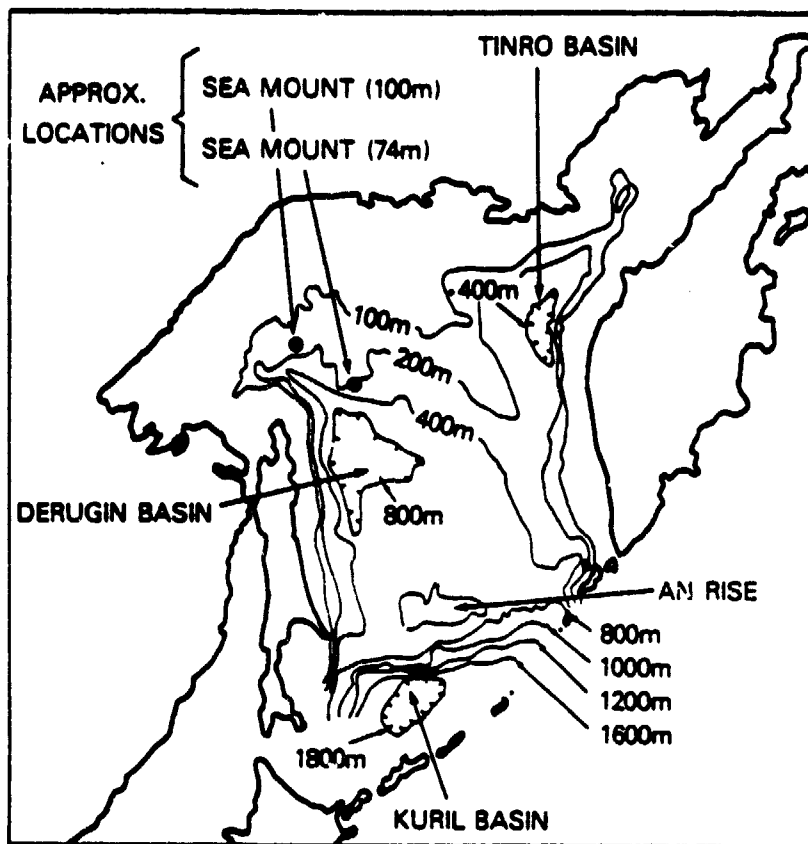 TINRO BASIN
APPROX.
LOCATIONS
SEA MOUNT (100m)
SEA MOUNT (74m)
400m
100m
200m
400m
DERUGIN BASIN
800m
AN RISE
800m
1000m
1200m
1600m
1800m
KURIL BASIN